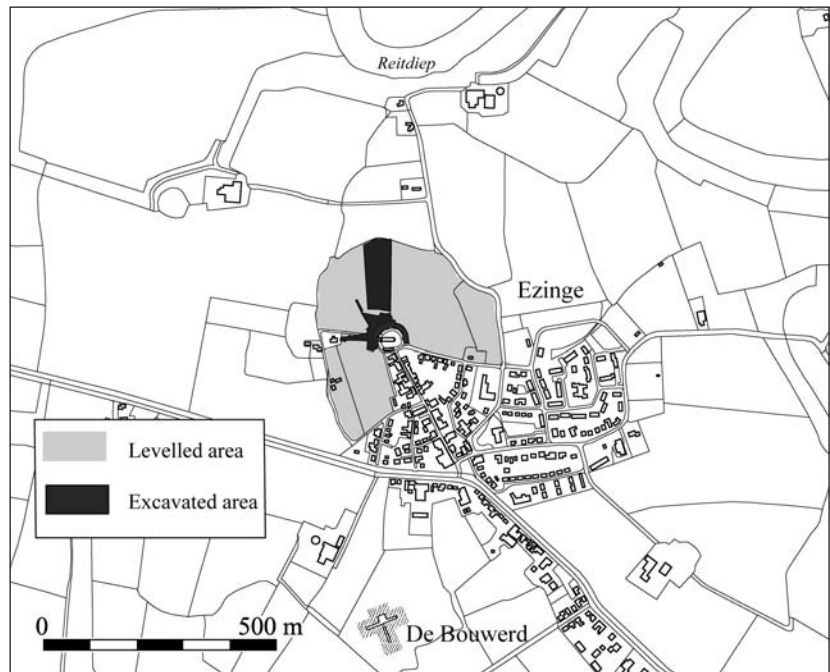 Reitdiep
Ezinge
Levelled area
Excavated area
0 500 m
De Bouwerd